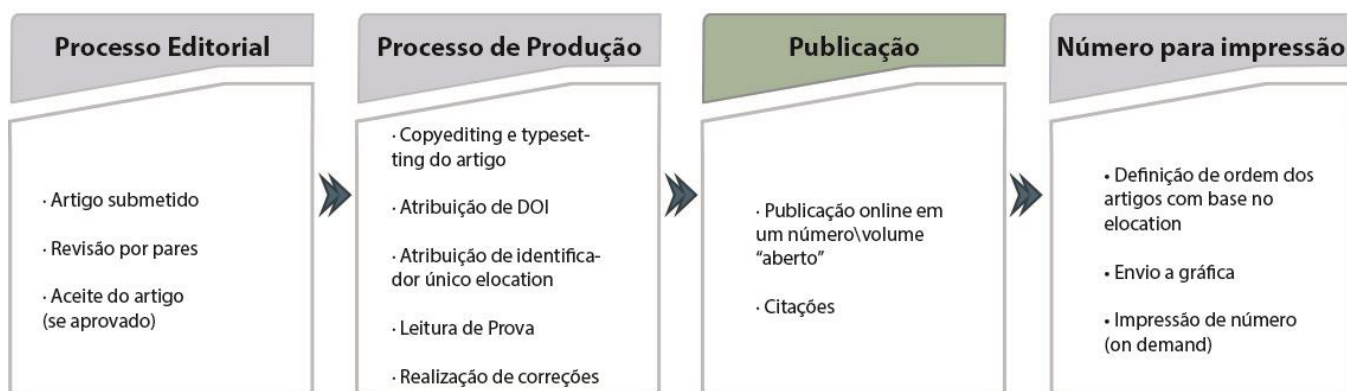 Processo Editorial
· Artigo submetido
· Revisão por pares
· Aceite do artigo
(se aprovado)
Processo de Produção
· Copyediting e typeset-
ting do artigo
· Atribuição de DOI
· Atribuição de identifica-
dor único elocation
· Leitura de Prova
· Realização de correções
Publicação
· Publicação online em
um número\volume
“aberto”
· Citações
Número para impressão
• Definição de ordem dos
artigos com base no
elocation
• Envio a gráfica
• Impressão de número
(on demand)